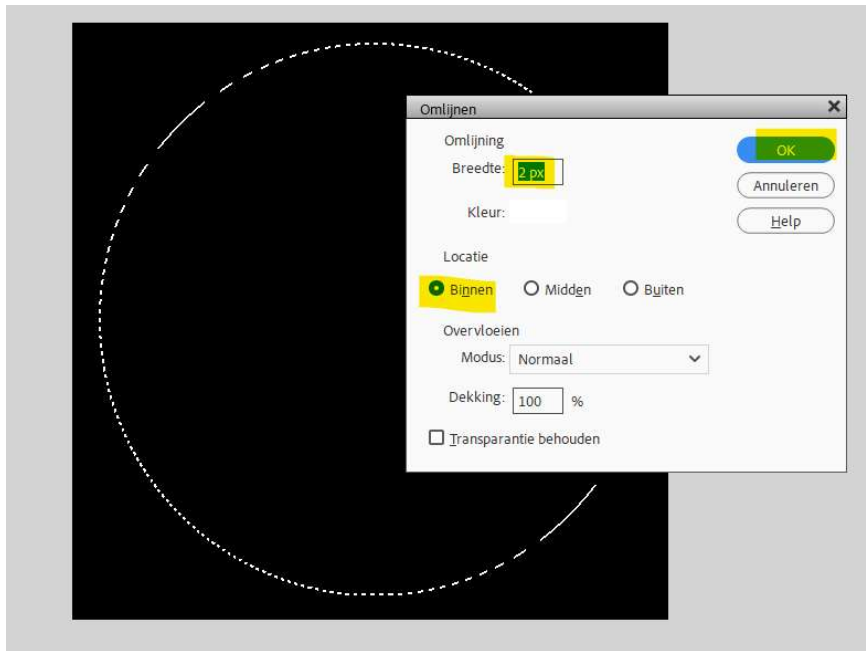 Omlijnen
Omlijning
Breedte: 2 px
OK
Annuleren
Kleur:
Help
Locatie
Binnen Midden Buiten
Overvloeien
Modus: Normaal
Dekking: 100 %
Transparantie behouden